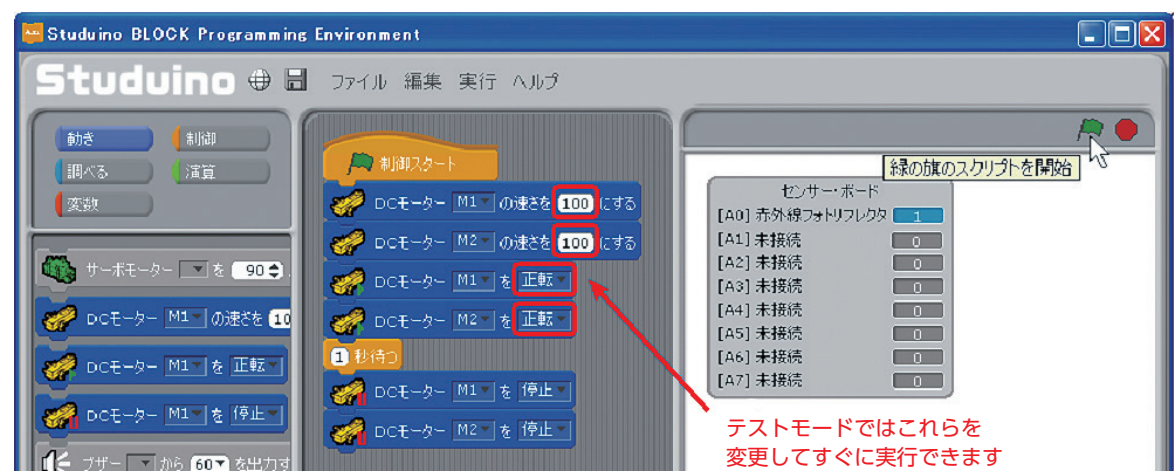 Studuino BLOCK Programming Environment
Studuino ファイル 編集 実行 ヘルプ
動き 制御
調べる 演算
変数
サーボモーター を 90
DCモーター M1 の速さを 10
DCモーター M1 を 正転
DCモーター M1 を 停止
ブザー から 60 を出力す
制御スタート
DCモーター M1 の速さを 100 にする
DCモーター M2 の速さを 100 にする
DCモーター M1 を 正転
DCモーター M2 を 正転
1 秒待つ
DCモーター M1 を 停止
DCモーター M2 を 停止
緑の旗のスクリプトを開始
センサー・ボード
[A0] 赤外線フォトリフレクタ 1
[A1] 未接続 0
[A2] 未接続 0
[A3] 未接続 0
[A4] 未接続 0
[A5] 未接続 0
[A6] 未接続 0
[A7] 未接続 0
テストモードではこれらを
変更してすぐに実行できます